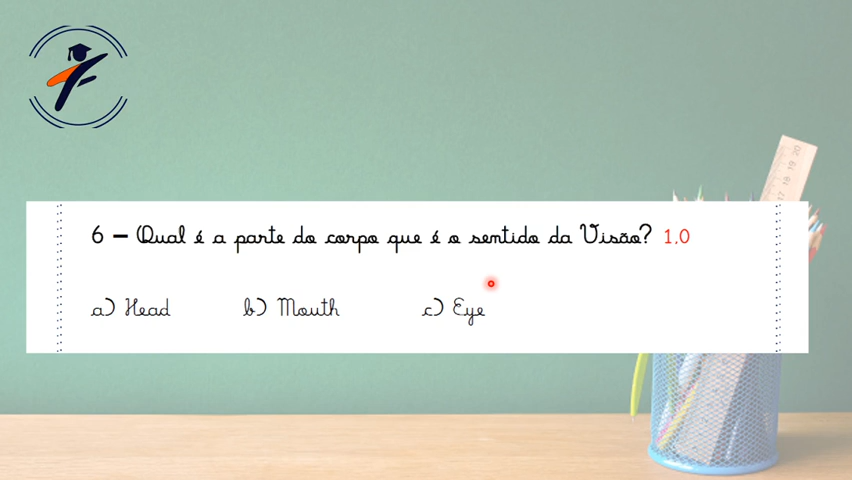 6 – Qual é a parte do corpo que é o sentido da Visão? 1,0
a) Head b) Mouth c) Eye